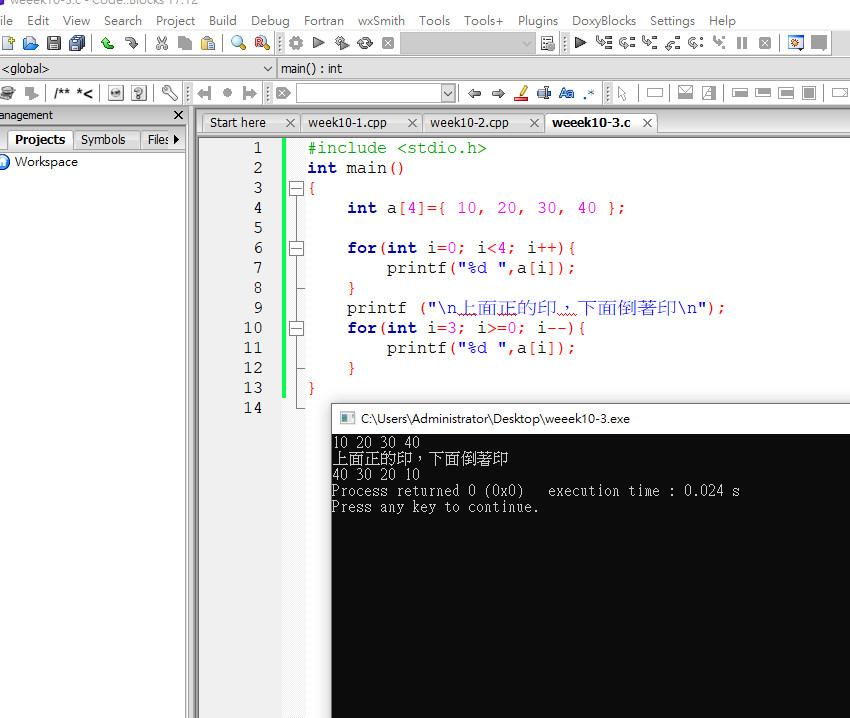 weeek10-3.c - Code::Blocks 17.12
Edit View Search Project Build Debug Fortran wxSmith Tools Tools+ Plugins DoxyBlocks Settings Help
<global> main() : int
/** *<
Start here week10-1.cpp week10-2.cpp weeek10-3.c
Projects Symbols Files
Workspace
1 #include <stdio.h>
2 int main()
3 {
4 int a[4]={ 10, 20, 30, 40 };
5
6 for(int i=0; i<4; i++){
7 printf("%d ",a[i]);
8 }
9 printf ("\n上面正的印，下面倒著印\n");
10 for(int i=3; i>=0; i--){
11 printf("%d ",a[i]);
12 }
13 }
14
C:\Users\Administrator\Desktop\weeek10-3.exe
10 20 30 40
上面正的印，下面倒著印
40 30 20 10
Process returned 0 (0x0) execution time : 0.024 s
Press any key to continue.